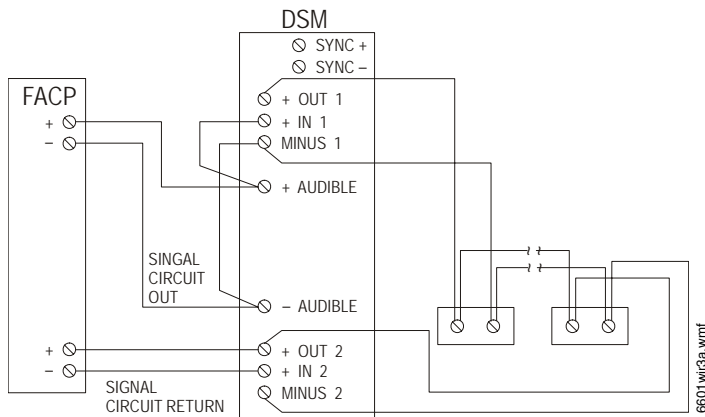 DSM
SYNC +
SYNC –
FACP
+
–
+ OUT 1
+ IN 1
MINUS 1
+ AUDIBLE
SINGAL
CIRCUIT
OUT
– AUDIBLE
+
–
+ OUT 2
+ IN 2
MINUS 2
SIGNAL
CIRCUIT RETURN
6601wir3a.wmf